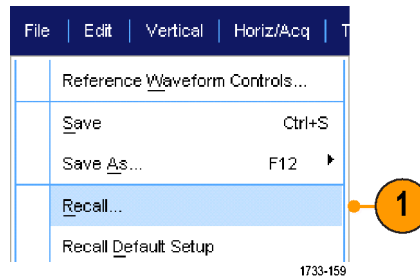 File | Edit | Vertical | Horiz/Acq | T
Reference Waveform Controls...
Save Ctrl+S
Save As... F12
Recall... 1
Recall Default Setup
1733-159